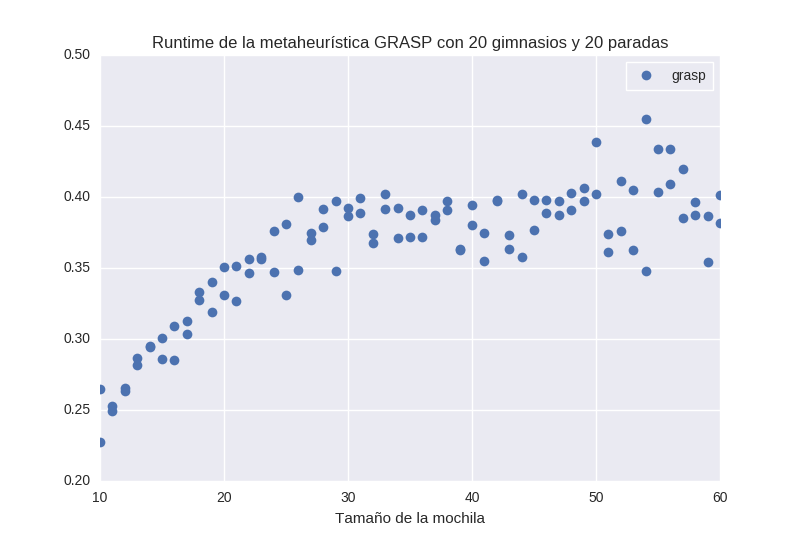 Runtime de la metaheurística GRASP con 20 gimnasios y 20 paradas
grasp
0.50
0.45
0.40
0.35
0.30
0.25
0.20
10 20 30 40 50 60
Tamaño de la mochila